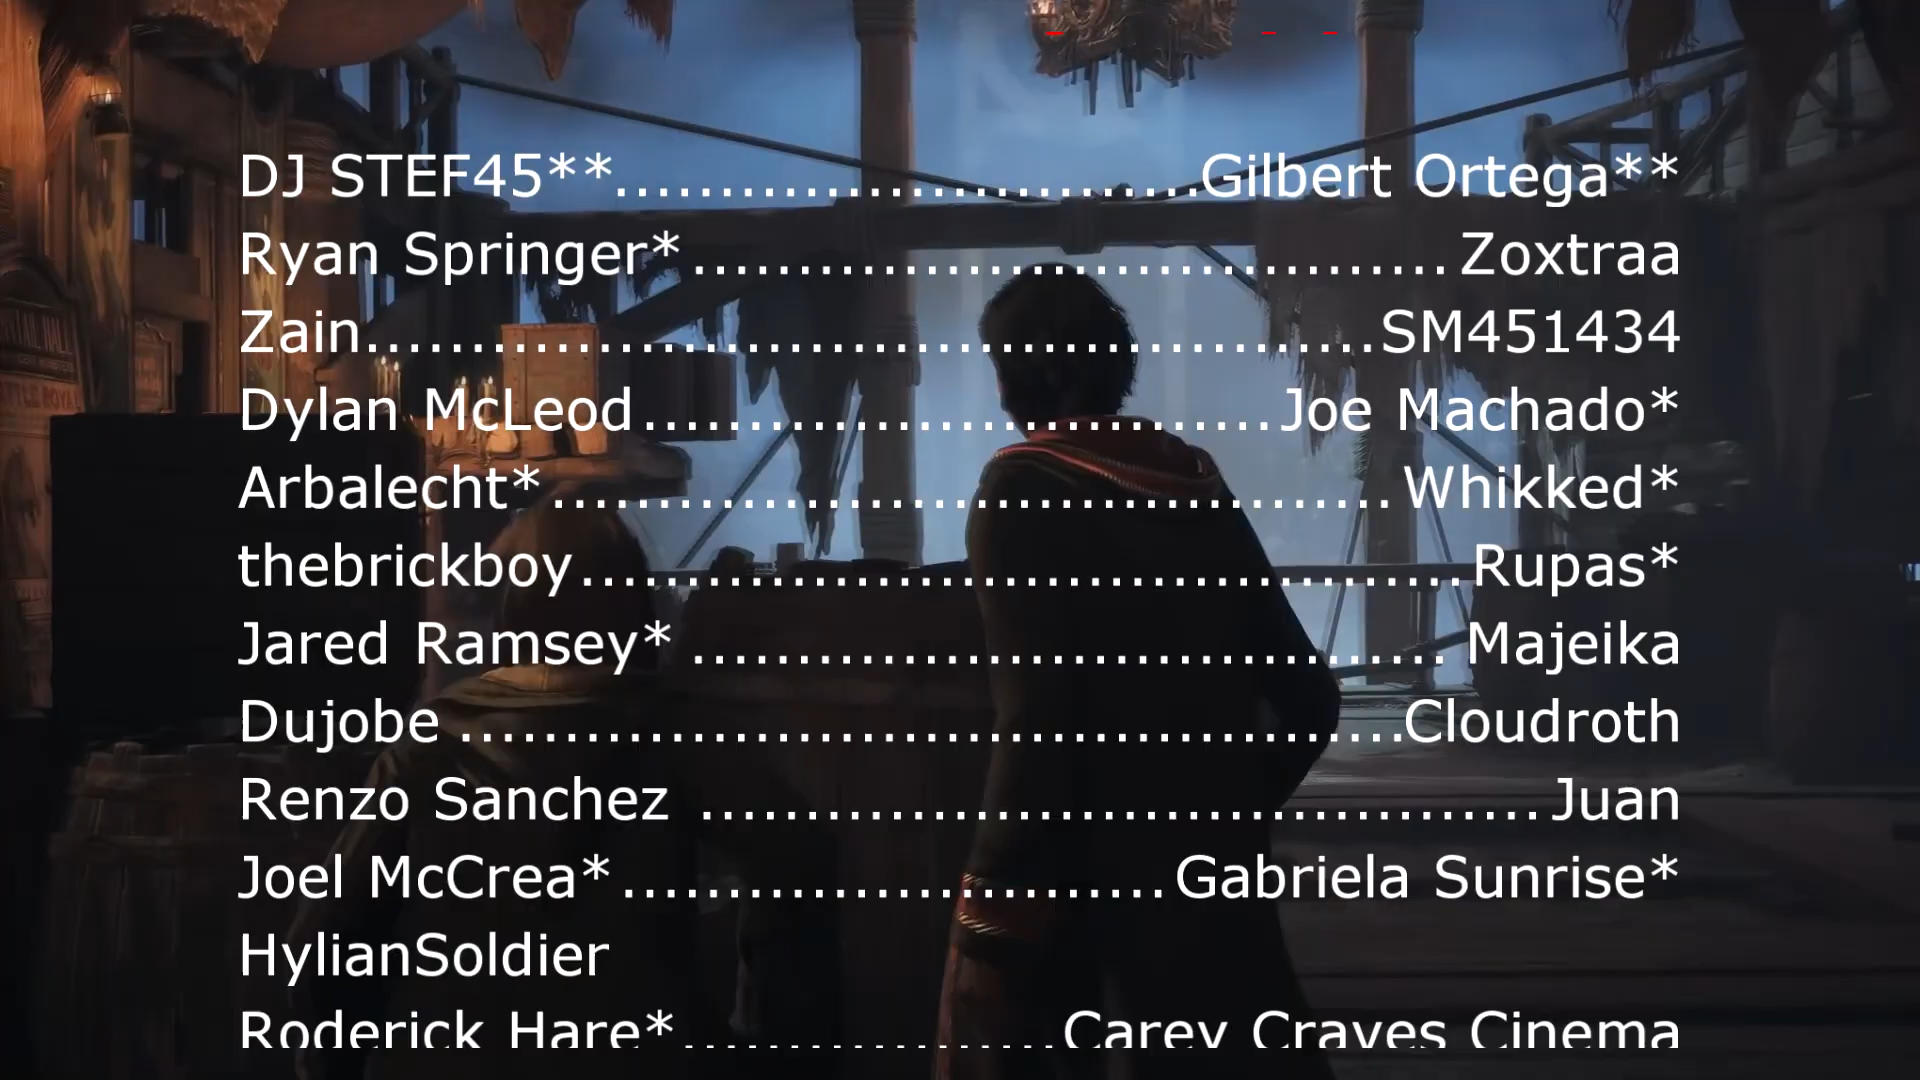 DJ STEF45**............................Gilbert Ortega**
Ryan Springer*....................................Zoxtraa
Zain................................................SM451434
Dylan McLeod..............................Joe Machado*
Arbalecht*........................................Whikked*
thebrickboy..........................................Rupas*
Jared Ramsey* ....................................Majeika
Dujobe .............................................Cloudroth
Renzo Sanchez ........................................Juan
Joel McCrea*..........................Gabriela Sunrise*
HylianSoldier
Roderick Hare*..................Carey Craves Cinema